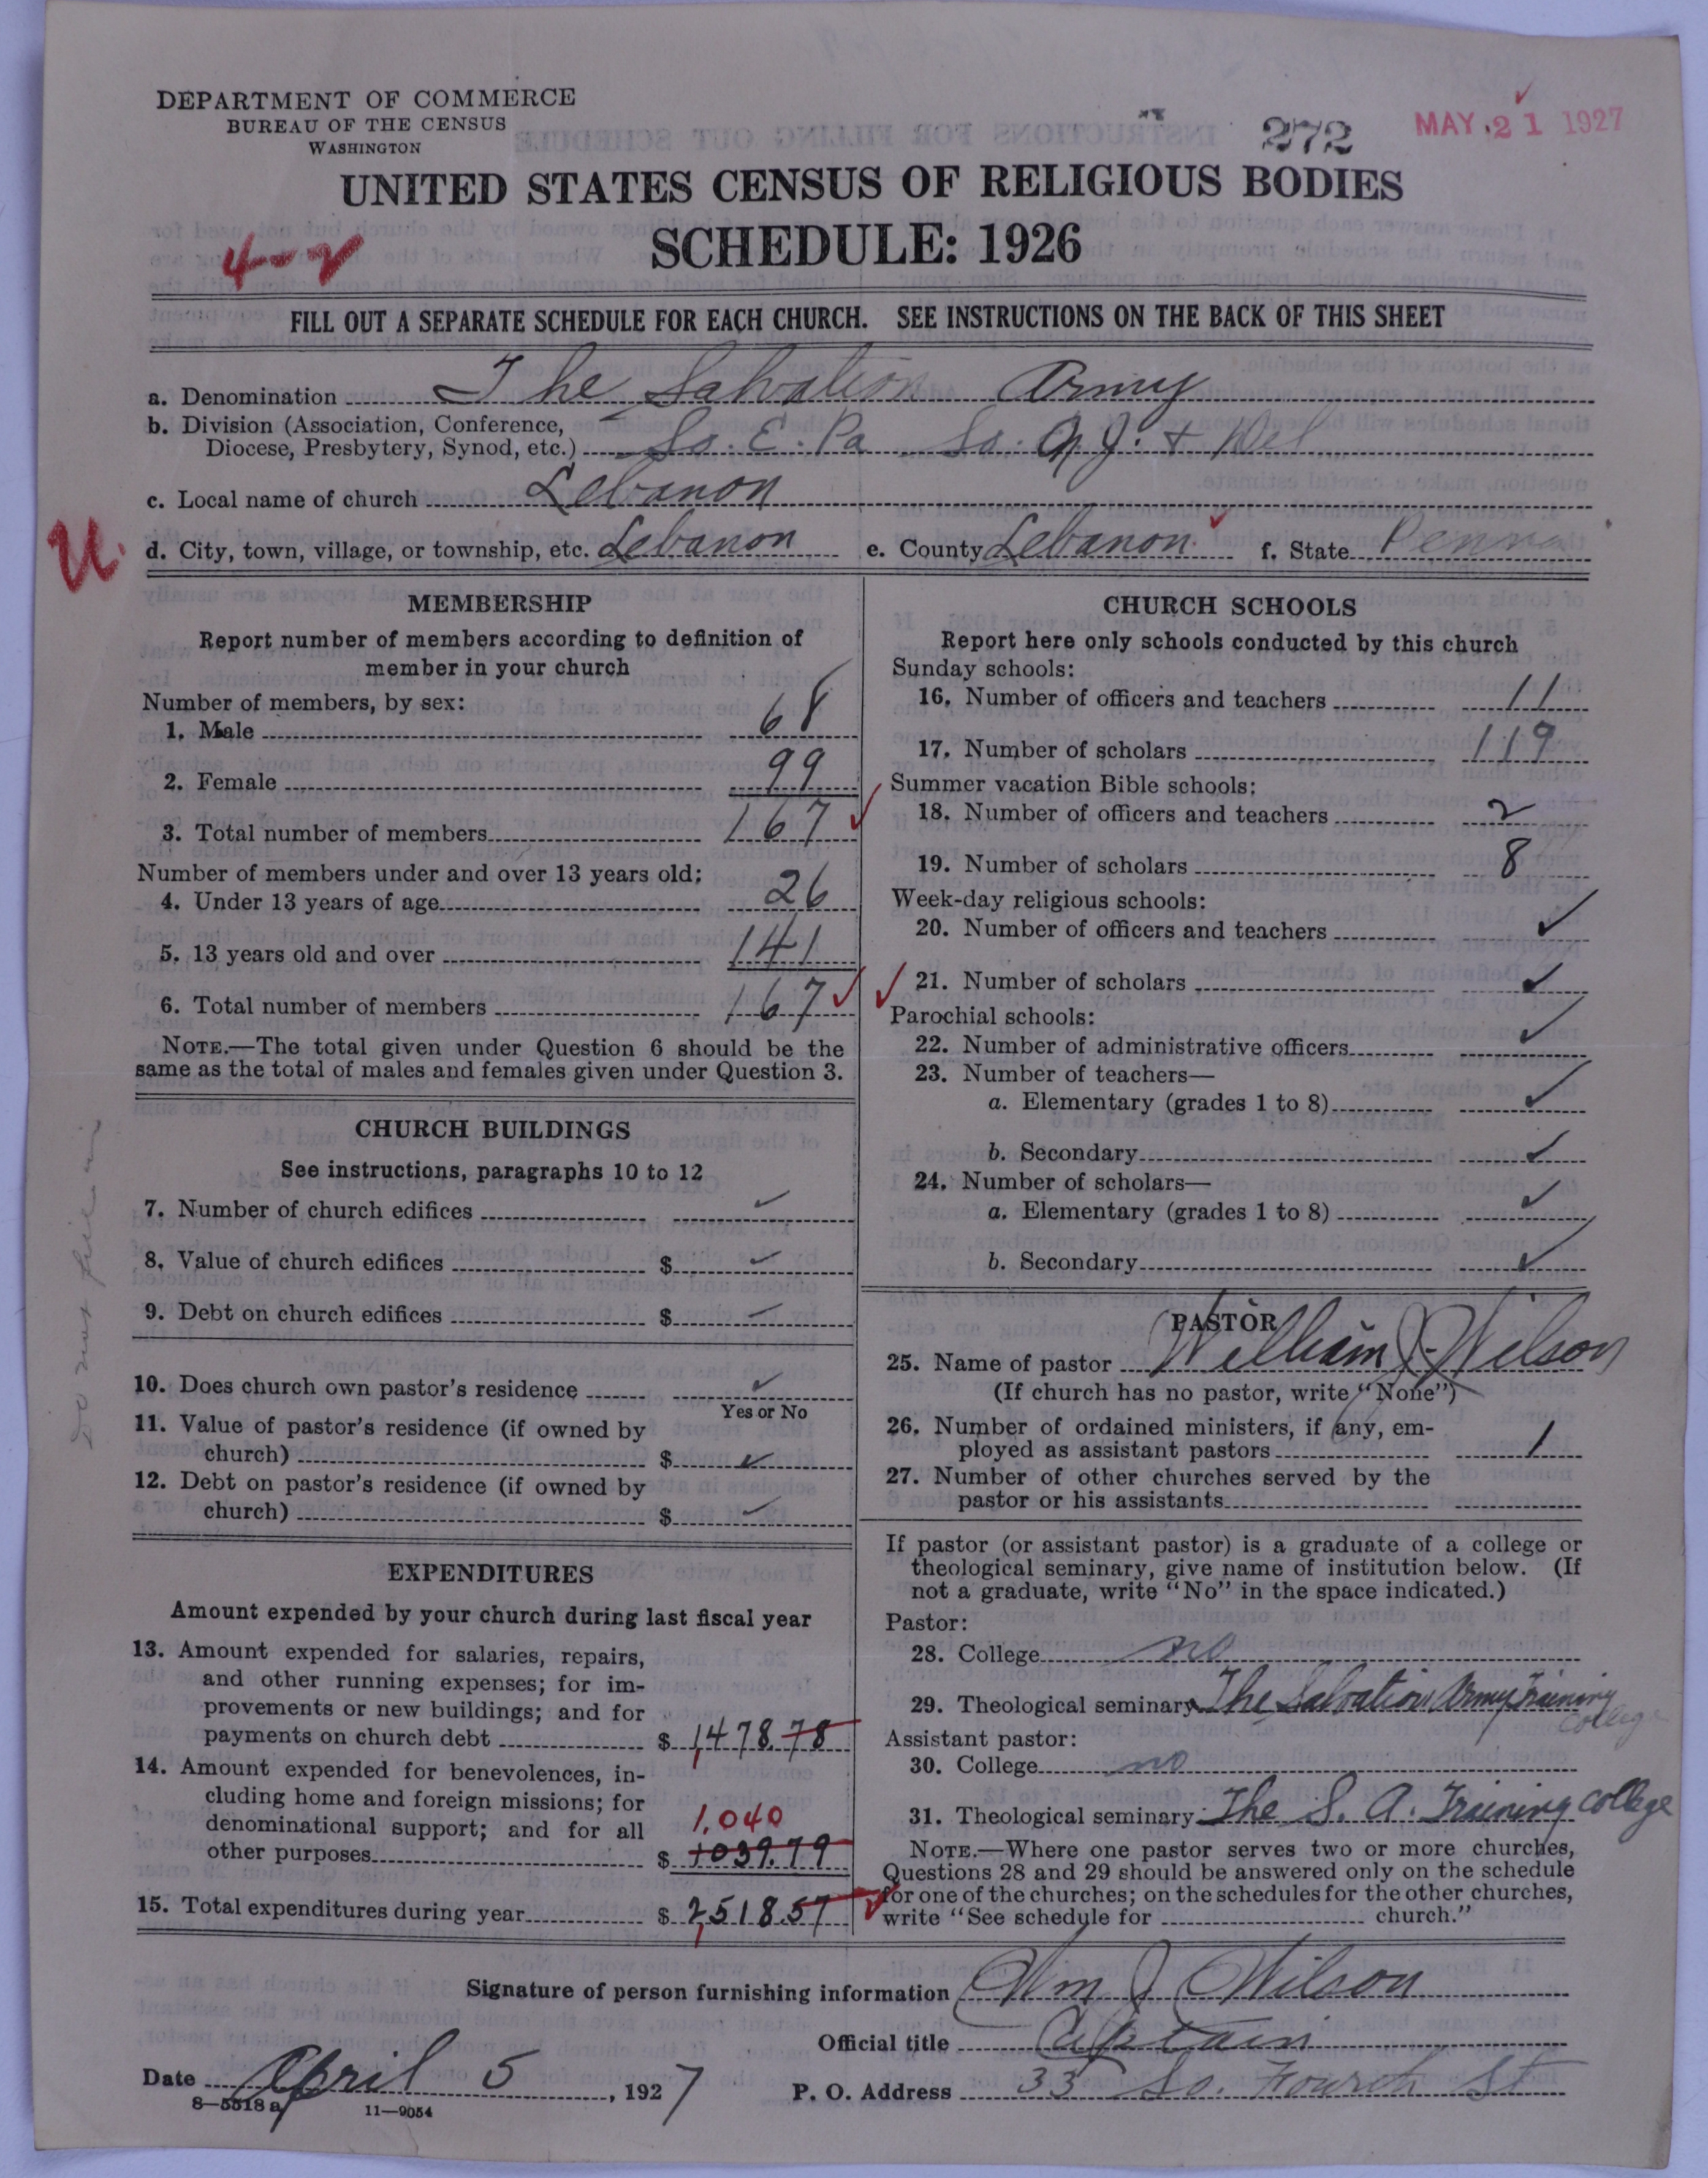 DEPARTMENT OF COMMERCE
BUREAU OF THE CENSUS
WASHINGTON
272
MAY 21 1927
UNITED STATES CENSUS OF RELIGIOUS BODIES
SCHEDULE: 1926
4-2
FILL OUT A SEPARATE SCHEDULE FOR EACH CHURCH. SEE INSTRUCTIONS ON THE BACK OF THIS SHEET
a. Denomination The Salvation Army
b. Division (Association, Conference,
Diocese, Presbytery, Synod, etc.) So. E. Pa So. N. J. + Del
c. Local name of church Lebanon
U.
d. City, town, village, or township, etc. Lebanon e. County Lebanon f. State Penna
MEMBERSHIP
Report number of members according to definition of
member in your church
Number of members, by sex:
1. Male 68
2. Female 99
3. Total number of members 167 ✓
Number of members under and over 13 years old:
4. Under 13 years of age 26
5. 13 years old and over 141
6. Total number of members 167 ✓
NOTE.—The total given under Question 6 should be the
same as the total of males and females given under Question 3.
CHURCH BUILDINGS
See instructions, paragraphs 10 to 12
7. Number of church edifices ✓
8. Value of church edifices $ ✓
9. Debt on church edifices $ ✓
10. Does church own pastor's residence ✓
Yes or No
11. Value of pastor's residence (if owned by
church) $ ✓
12. Debt on pastor's residence (if owned by
church) $ ✓
Do not
EXPENDITURES
Amount expended by your church during last fiscal year
13. Amount expended for salaries, repairs,
and other running expenses; for im-
provements or new buildings; and for
payments on church debt $ 1,478.78
14. Amount expended for benevolences, in-
cluding home and foreign missions; for
denominational support; and for all
1,040
other purposes $ 1039.79
15. Total expenditures during year $ 2,518.57
CHURCH SCHOOLS
Report here only schools conducted by this church
Sunday schools:
16. Number of officers and teachers 11
17. Number of scholars 119
Summer vacation Bible schools:
18. Number of officers and teachers 2
19. Number of scholars 8
Week-day religious schools:
20. Number of officers and teachers ✓
✓ 21. Number of scholars ✓
Parochial schools:
22. Number of administrative officers ✓
23. Number of teachers—
a. Elementary (grades 1 to 8) ✓
b. Secondary ✓
24. Number of scholars—
a. Elementary (grades 1 to 8) ✓
b. Secondary ✓
PASTOR
25. Name of pastor William J. Wilson
(If church has no pastor, write "None")
26. Number of ordained ministers, if any, em-
ployed as assistant pastors 1
27. Number of other churches served by the
pastor or his assistants
If pastor (or assistant pastor) is a graduate of a college or
theological seminary, give name of institution below. (If
not a graduate, write "No" in the space indicated.)
Pastor:
28. College no
29. Theological seminary The Salvation Army Training
college
Assistant pastor:
30. College no
31. Theological seminary The S. A. Training college
NOTE.—Where one pastor serves two or more churches,
Questions 28 and 29 should be answered only on the schedule
for one of the churches; on the schedules for the other churches,
write "See schedule for church."
Signature of person furnishing information Wm J Wilson
Official title Captain
Date April 5, 1927
P. O. Address 33 So. Fourth St
8—5518 a
11—9054